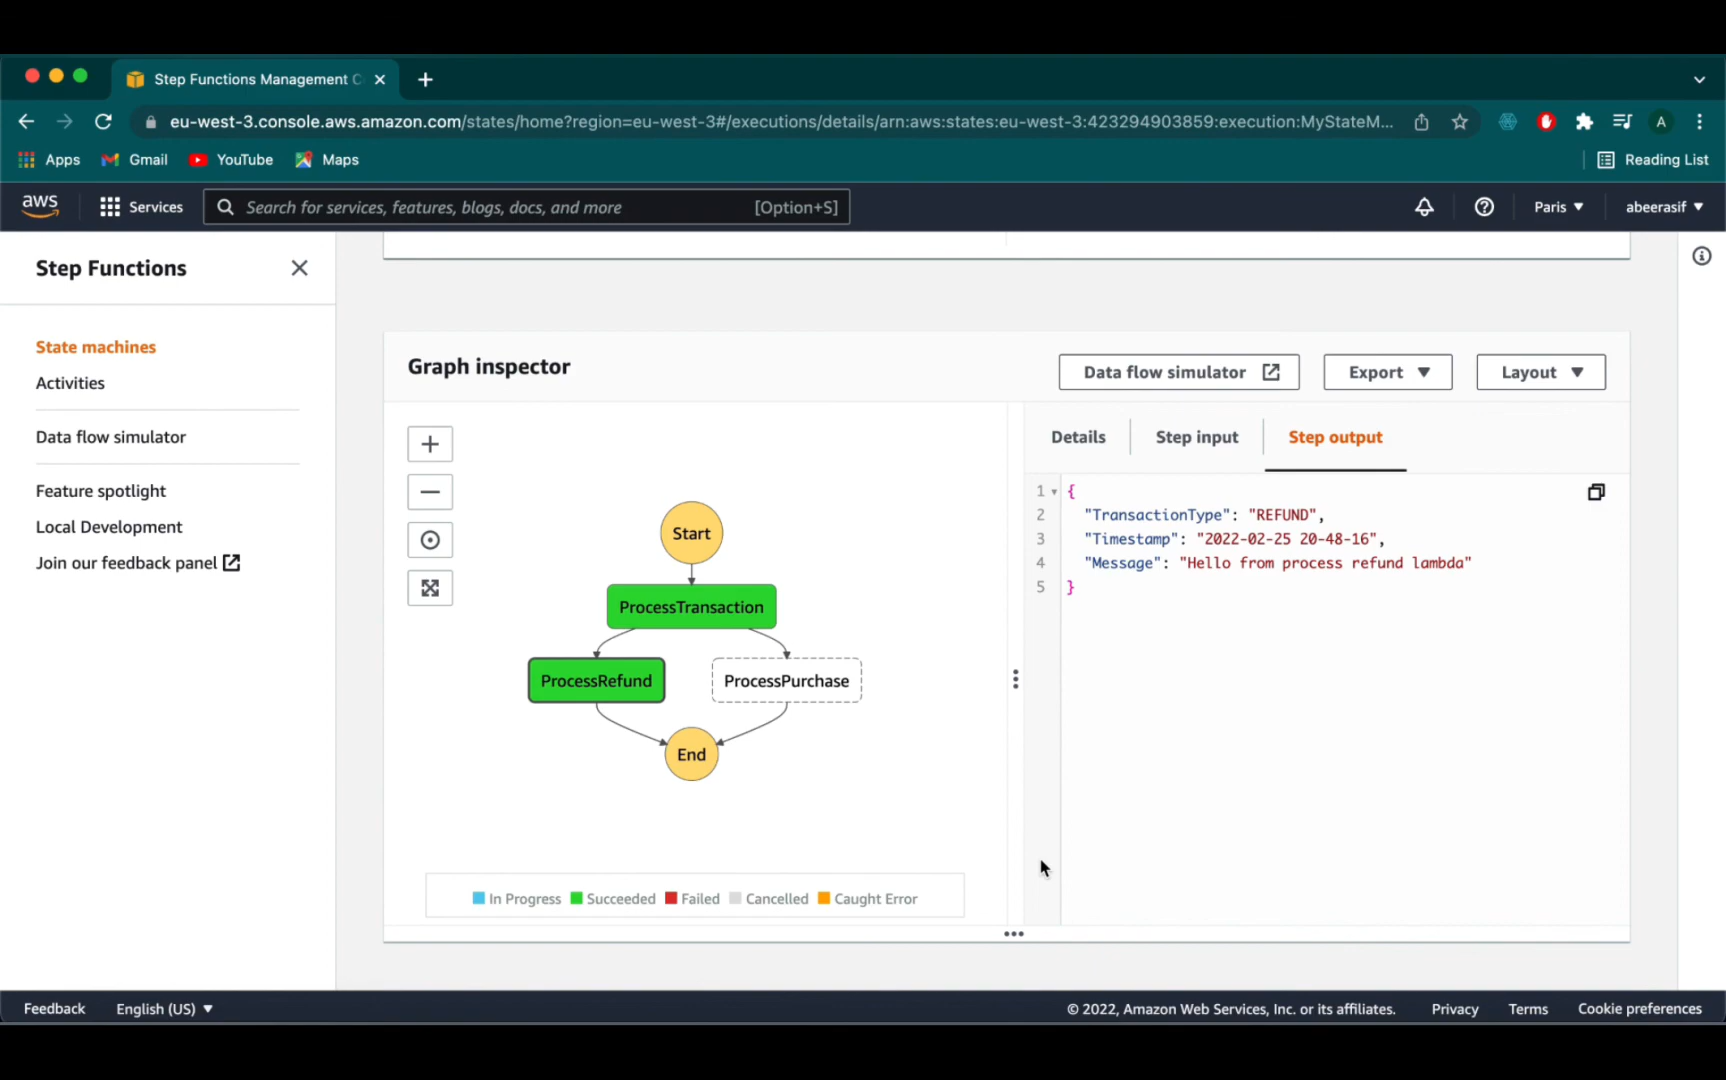 Step Functions Management C
eu-west-3.console.aws.amazon.com/states/home?region=eu-west-3#/executions/details/arn:aws:states:eu-west-3:423294903859:execution:MyStateM...
A
Apps
Gmail
YouTube
Maps
Reading List
aws
Services
Search for services, features, blogs, docs, and more
[Option+S]
Paris
abeerasif
Step Functions
State machines
Activities
Data flow simulator
Feature spotlight
Local Development
Join our feedback panel
Graph inspector
Data flow simulator
Export
Layout
Start
ProcessTransaction
ProcessRefund
ProcessPurchase
End
In Progress
Succeeded
Failed
Cancelled
Caught Error
Details
Step input
Step output
1 {
2 "TransactionType": "REFUND",
3 "Timestamp": "2022-02-25 20-48-16",
4 "Message": "Hello from process refund lambda"
5 }
Feedback
English (US)
© 2022, Amazon Web Services, Inc. or its affiliates.
Privacy
Terms
Cookie preferences